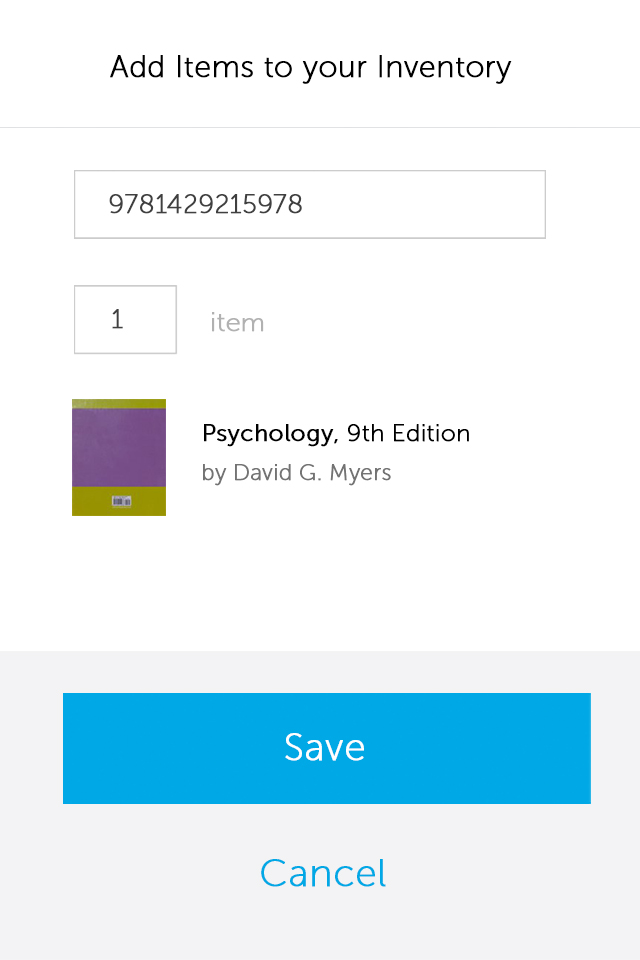 Add Items to your Inventory
9781429215978
1 item
Psychology, 9th Edition
by David G. Myers
Save
Cancel